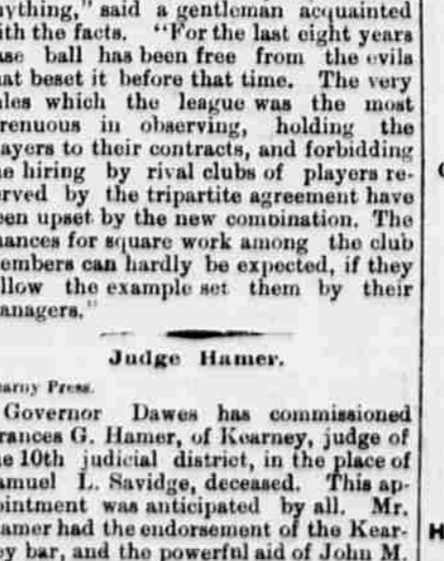 nything," said a gentleman acquainted
ith the facts. "For the last eight years
ase ball has been free from the evils
at beset it before that time. The very
ules which the league was the most
renuous in observing, holding the
ayers to their contracts, and forbidding
e hiring by rival clubs of players re-
erved by the tripartite agreement have
een upset by the new combination. The
hances for square work among the club
embers can hardly be expected, if they
llow the example set them by their
anagers."
Judge Hamer.
earny Press.
Governor Dawes has commissioned
rances G. Hamer, of Kearney, judge of
e 10th judicial district, in the place of
amuel L. Savidge, deceased. This ap-
ointment was anticipated by all. Mr.
amer had the endorsement of the Kear-
ey bar, and the powerful aid of John M.
H